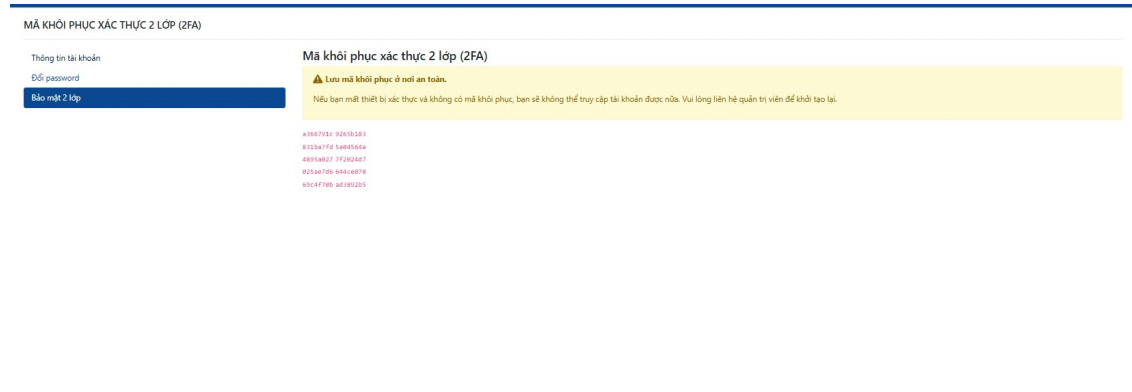 MÃ KHÔI PHỤC XÁC THỰC 2 LỚP (2FA)
Thông tin tài khoản
Đổi password
Bảo mật 2 lớp
Mã khôi phục xác thực 2 lớp (2FA)
Lưu mã khôi phục ở nơi an toàn.
Nếu bạn mất thiết bị xác thực và không có mã khôi phục, bạn sẽ không thể truy cập tài khoản được nữa. Vui lòng liên hệ quản trị viên để khởi tạo lại.
a366791c 9265b183
831ba7fd 5a0d564a
4895a027 7f2024d7
025ae7d6 644ce078
69c4f70b ad3892b5